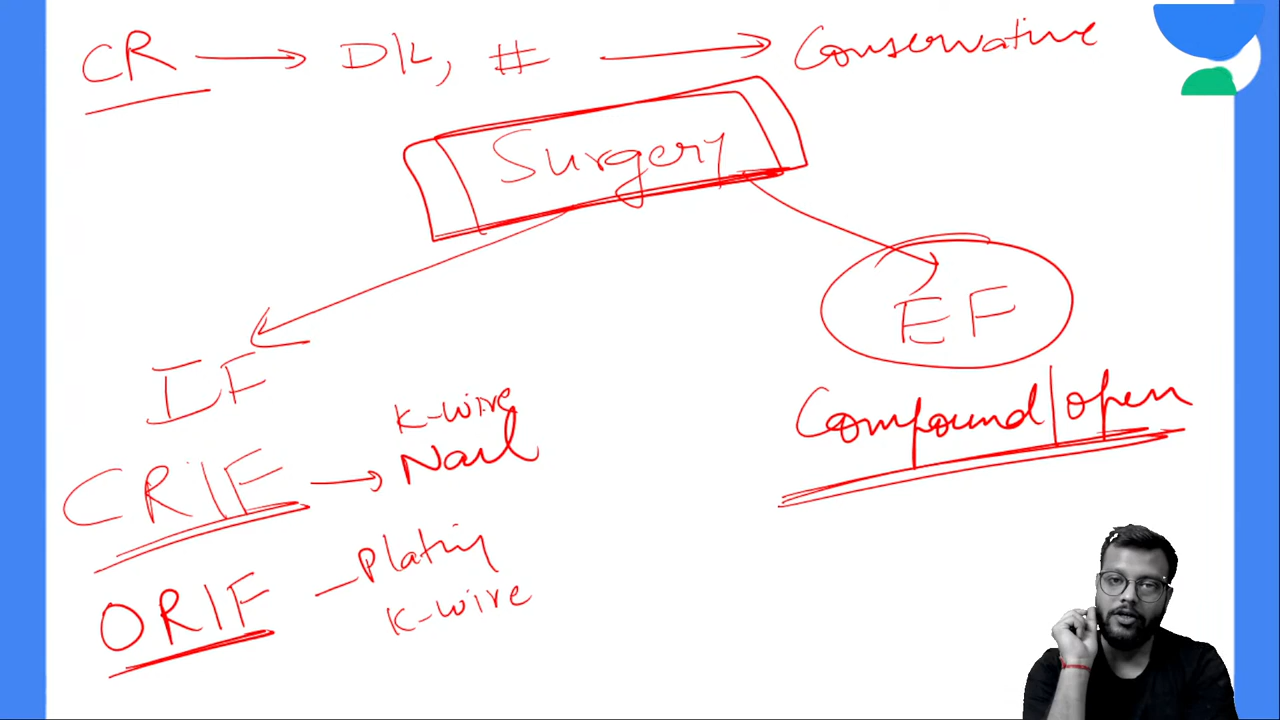 CR → D/L, # → Conservative
Surgery
IF
EF
K-wire
CRIF → Nail
Compound/open
ORIF – Plating
K-wire